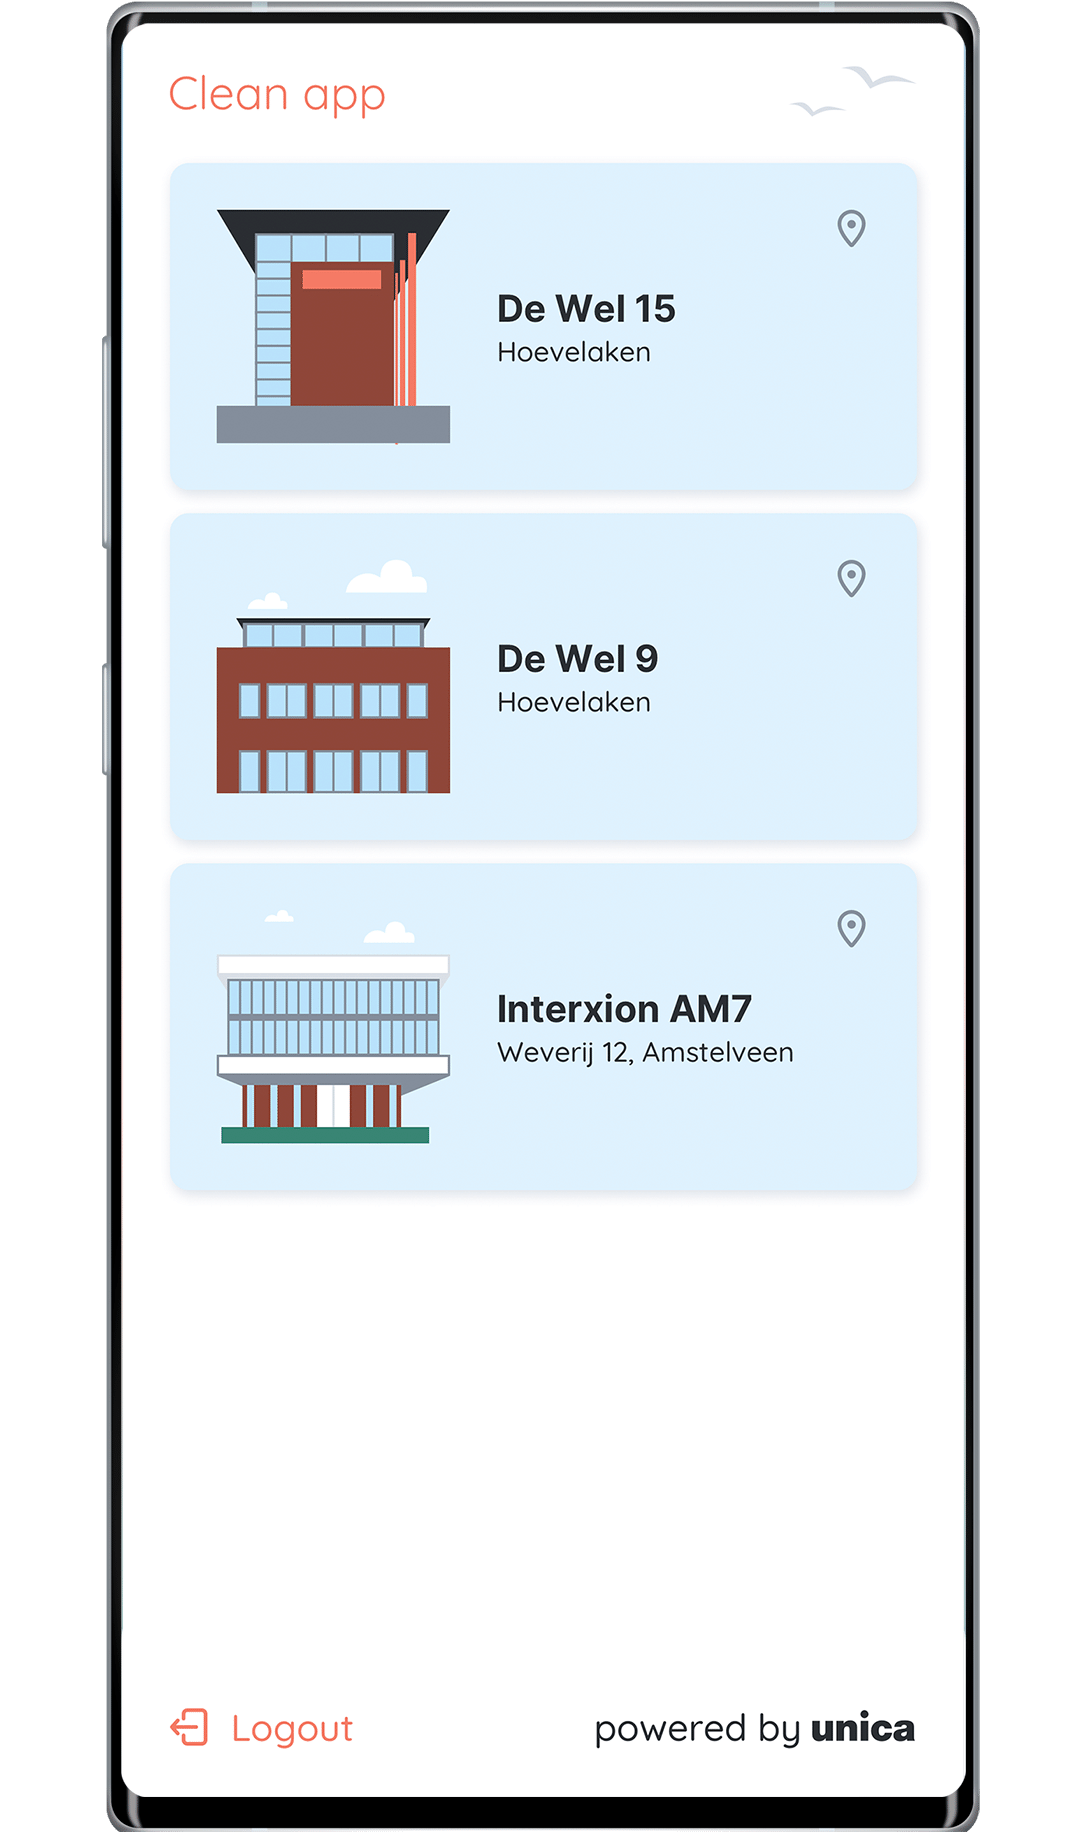 Clean app
De Wel 15
Hoevelaken
De Wel 9
Hoevelaken
Interxion AM7
Weverij 12, Amstelveen
Logout
powered by unica